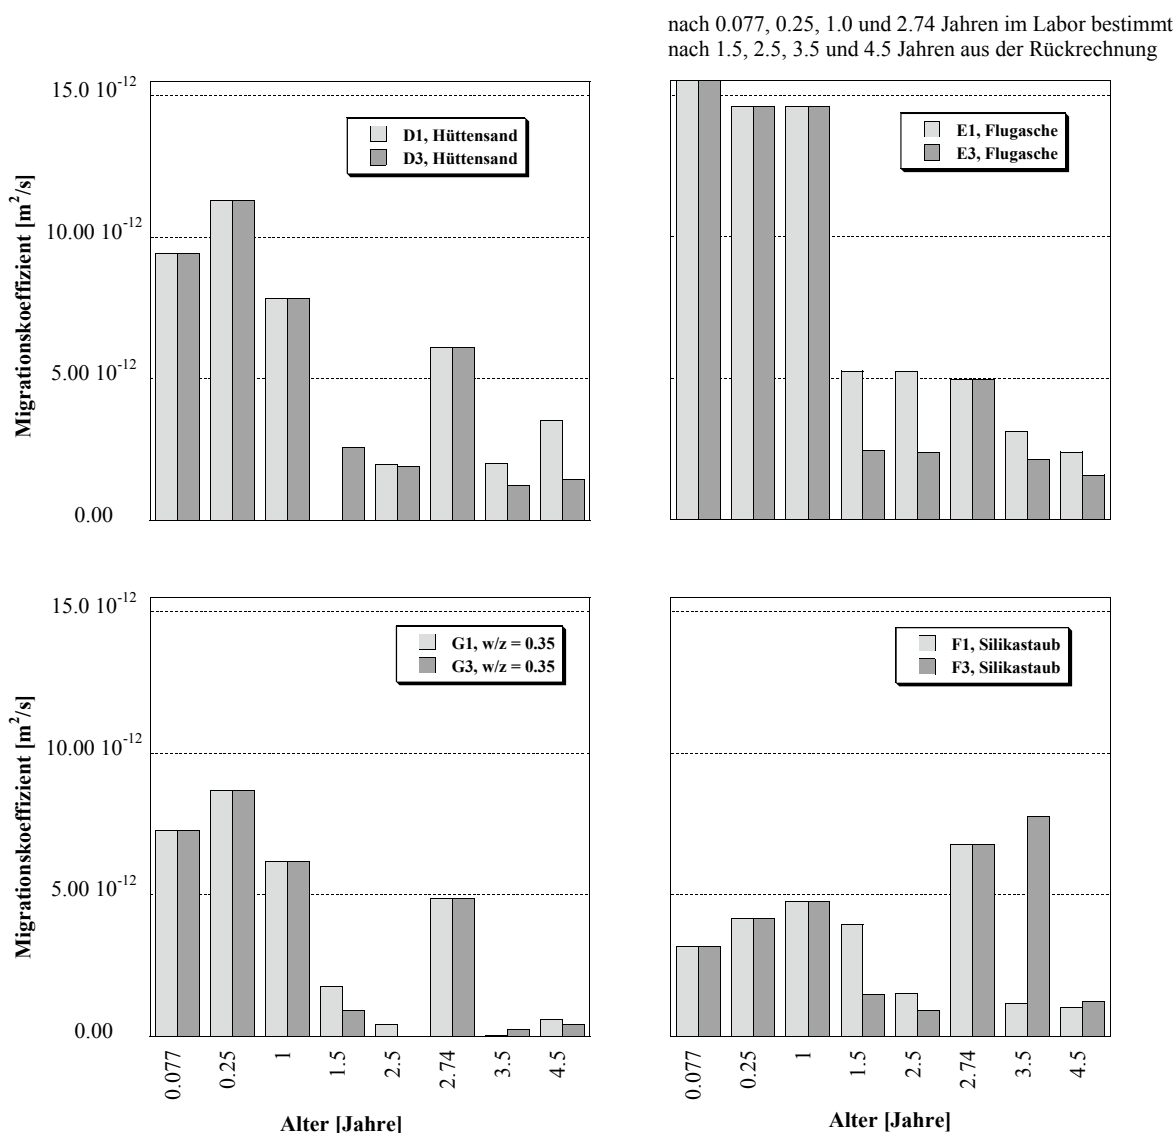 nach 0.077, 0.25, 1.0 und 2.74 Jahren im Labor bestimmt
nach 1.5, 2.5, 3.5 und 4.5 Jahren aus der Rückrechnung
Migrationskoeffizient [m²/s]
15.0 10⁻¹²
10.00 10⁻¹²
5.00 10⁻¹²
0.00
D1, Hüttensand
D3, Hüttensand
E1, Flugasche
E3, Flugasche
Migrationskoeffizient [m²/s]
15.0 10⁻¹²
10.00 10⁻¹²
5.00 10⁻¹²
0.00
G1, w/z = 0.35
G3, w/z = 0.35
F1, Silikastaub
F3, Silikastaub
0.077 0.25 1 1.5 2.5 2.74 3.5 4.5
Alter [Jahre]
0.077 0.25 1 1.5 2.5 2.74 3.5 4.5
Alter [Jahre]